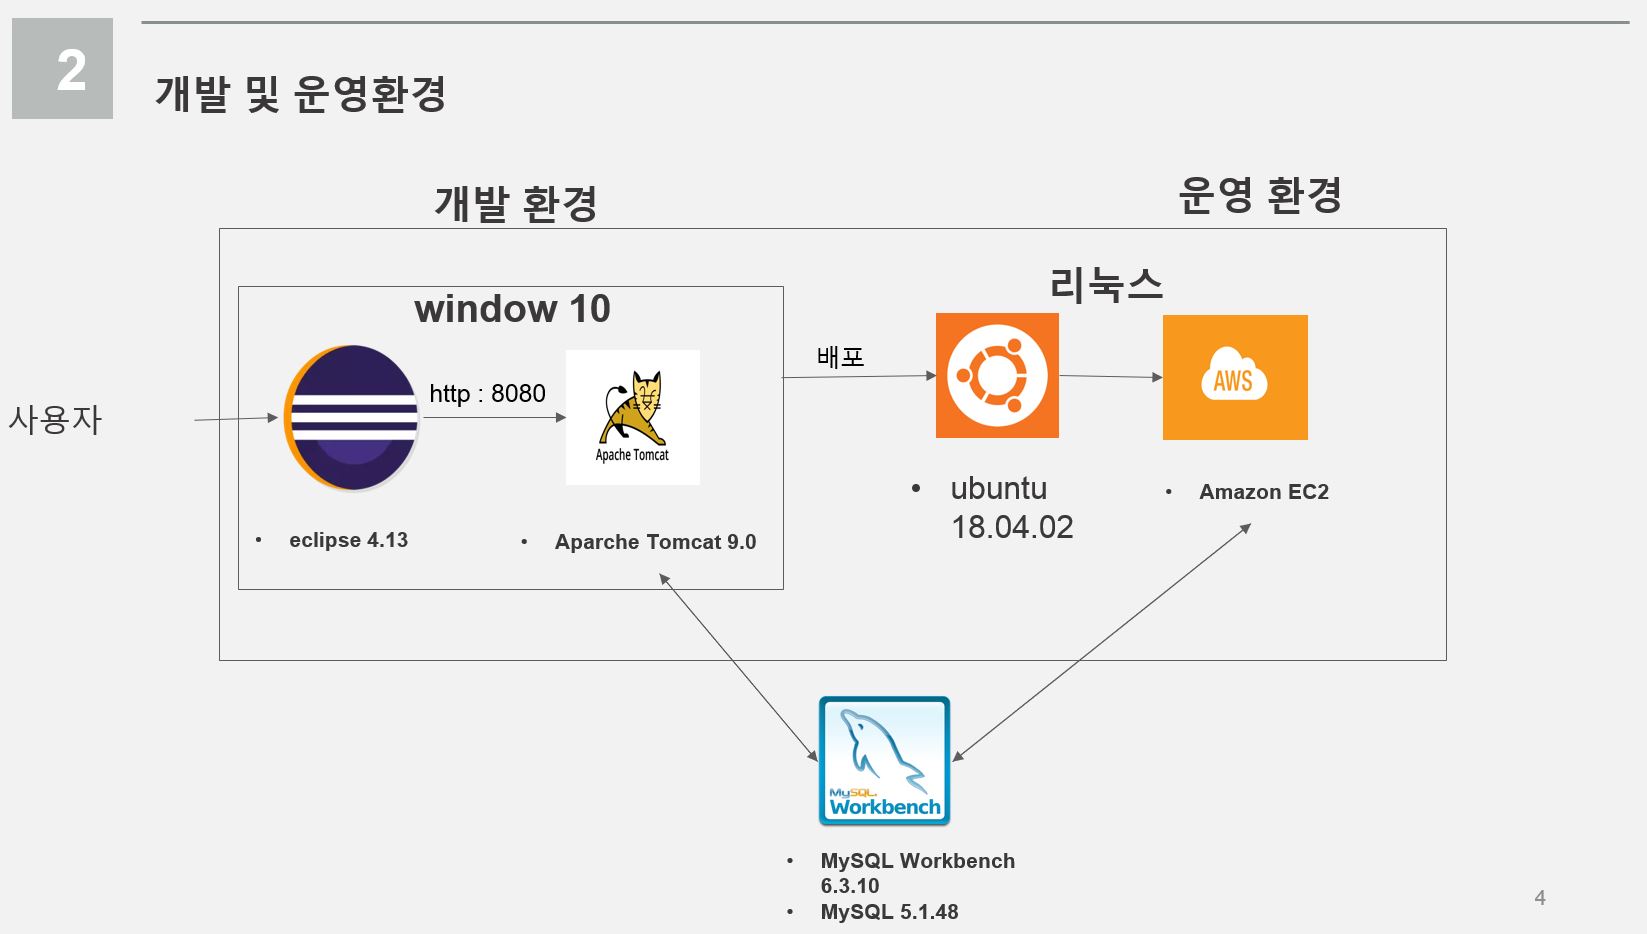 2
개발 및 운영환경
개발 환경
운영 환경
window 10
리눅스
배포
http : 8080
사용자
Apache Tomcat
AWS
• eclipse 4.13
• Aparche Tomcat 9.0
• ubuntu
18.04.02
• Amazon EC2
MySQL
Workbench
• MySQL Workbench
6.3.10
• MySQL 5.1.48
4